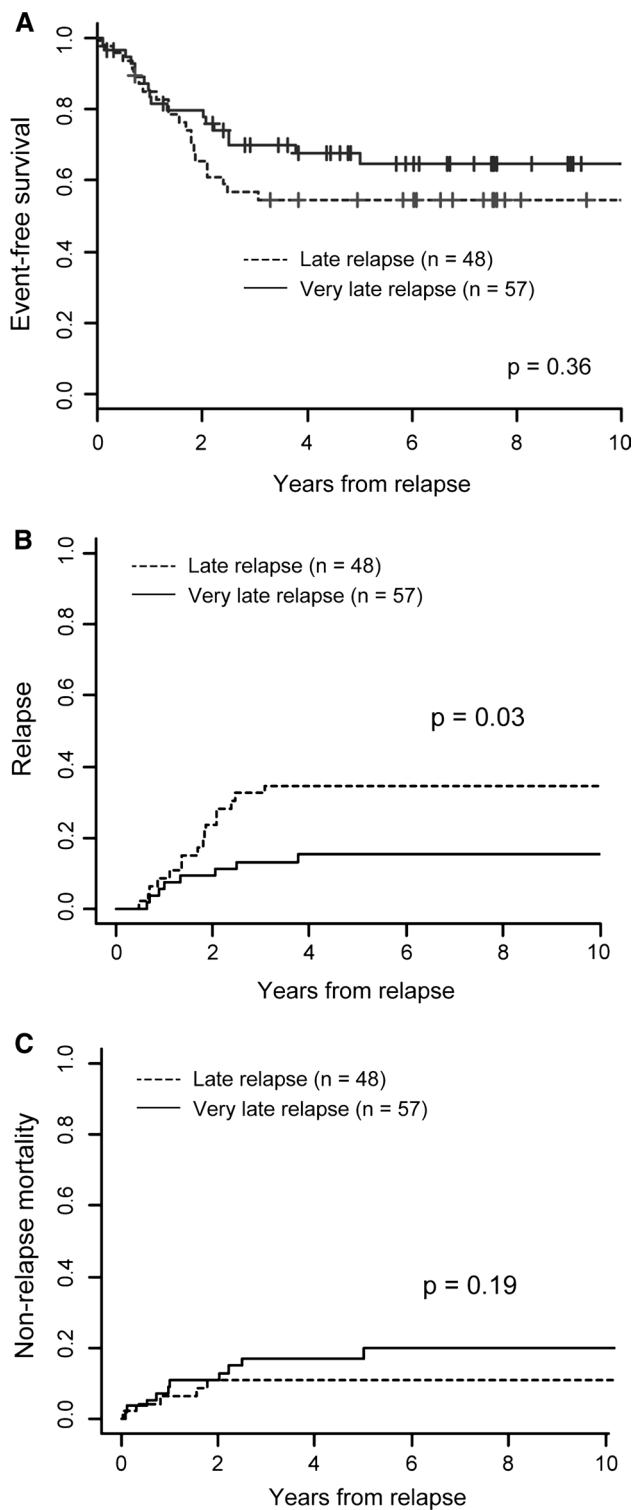 A
Event-free survival
1.0
0.8
0.6
0.4
0.2
0.0
Late relapse (n = 48)
Very late relapse (n = 57)
p = 0.36
0 2 4 6 8 10
Years from relapse
B
Relapse
1.0
0.8
0.6
0.4
0.2
0.0
Late relapse (n = 48)
Very late relapse (n = 57)
p = 0.03
0 2 4 6 8 10
Years from relapse
C
Non-relapse mortality
1.0
0.8
0.6
0.4
0.2
0.0
Late relapse (n = 48)
Very late relapse (n = 57)
p = 0.19
0 2 4 6 8 10
Years from relapse